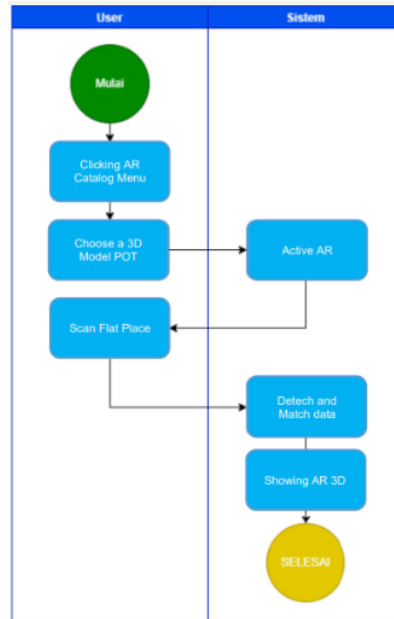 User
Sistem
Mulai
Clicking AR
Catalog Menu
Choose a 3D
Model POT
Active AR
Scan Flat Place
Detech and
Match data
Showing AR 3D
SELESAI